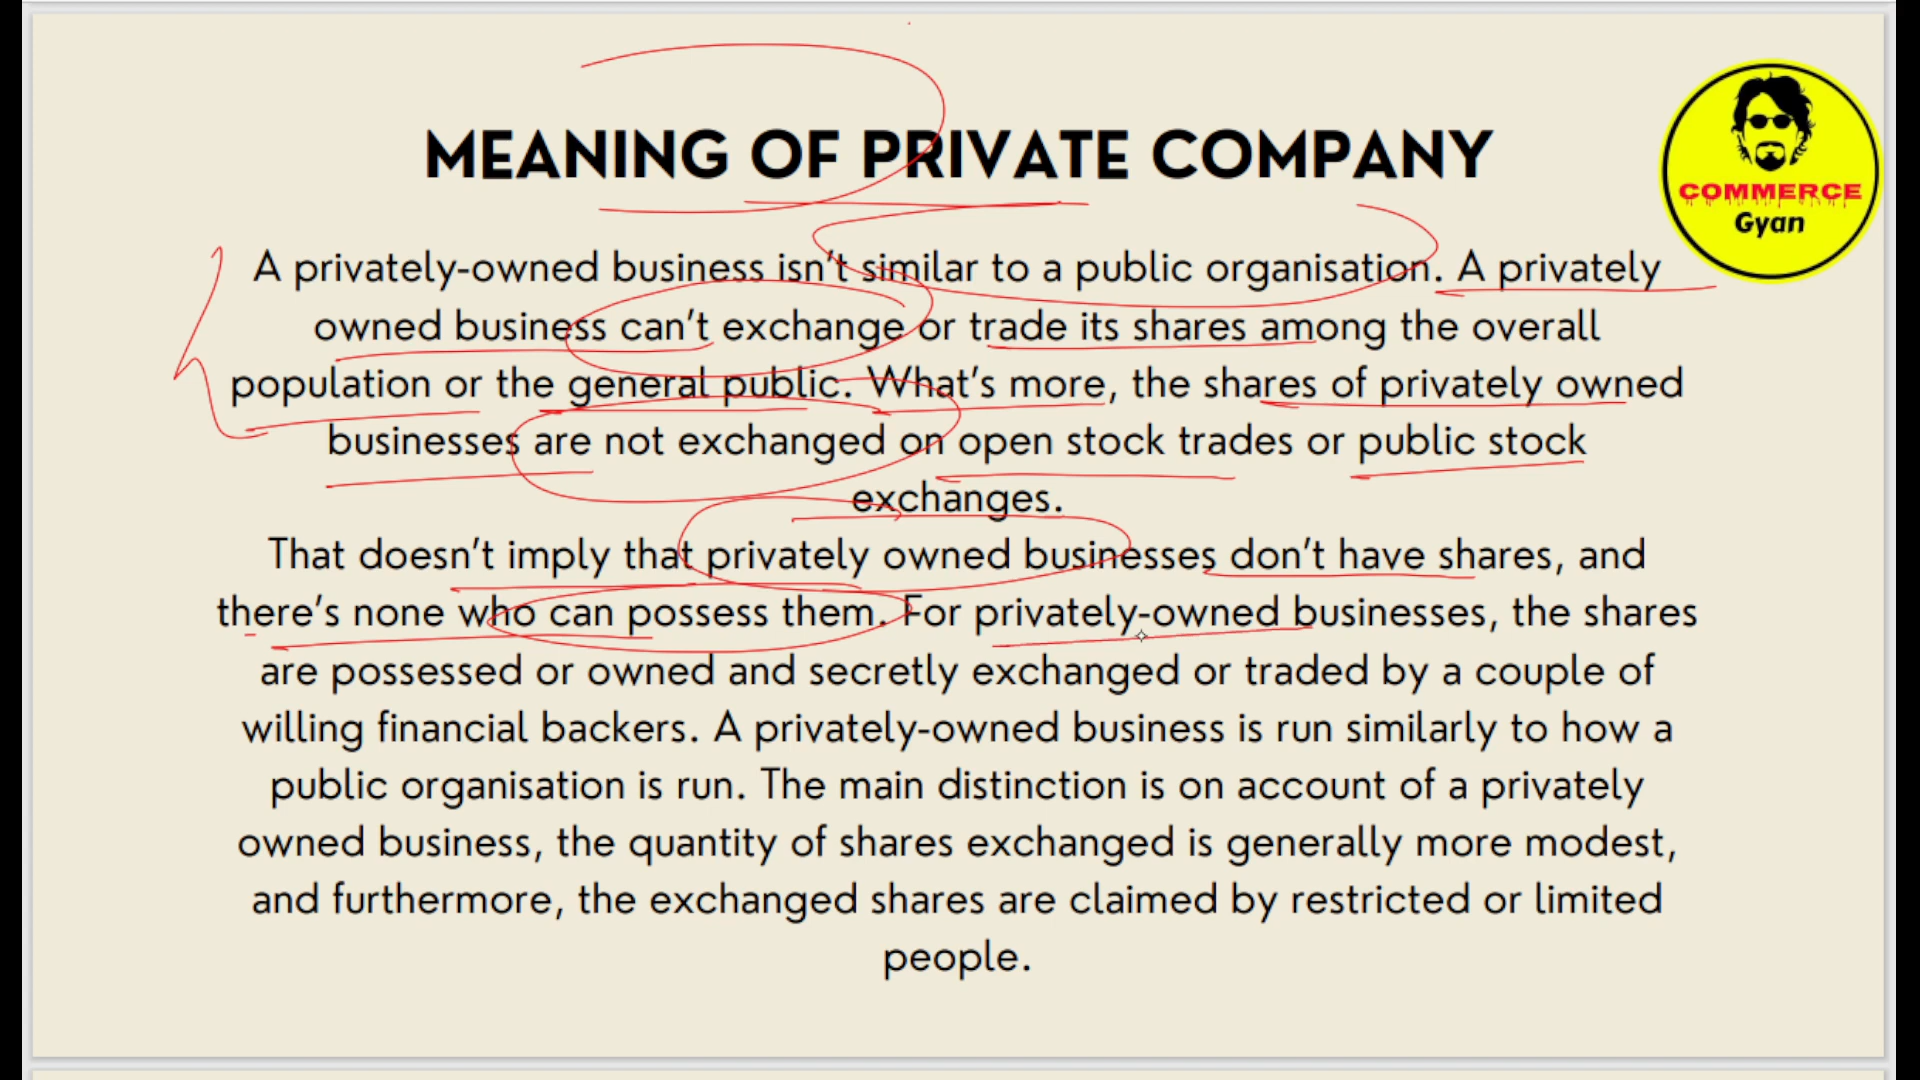 MEANING OF PRIVATE COMPANY
COMMERCE
Gyan
A privately-owned business isn't similar to a public organisation. A privately
owned business can't exchange or trade its shares among the overall
population or the general public. What's more, the shares of privately owned
businesses are not exchanged on open stock trades or public stock
exchanges.
That doesn't imply that privately owned businesses don't have shares, and
there's none who can possess them. For privately-owned businesses, the shares
are possessed or owned and secretly exchanged or traded by a couple of
willing financial backers. A privately-owned business is run similarly to how a
public organisation is run. The main distinction is on account of a privately
owned business, the quantity of shares exchanged is generally more modest,
and furthermore, the exchanged shares are claimed by restricted or limited
people.